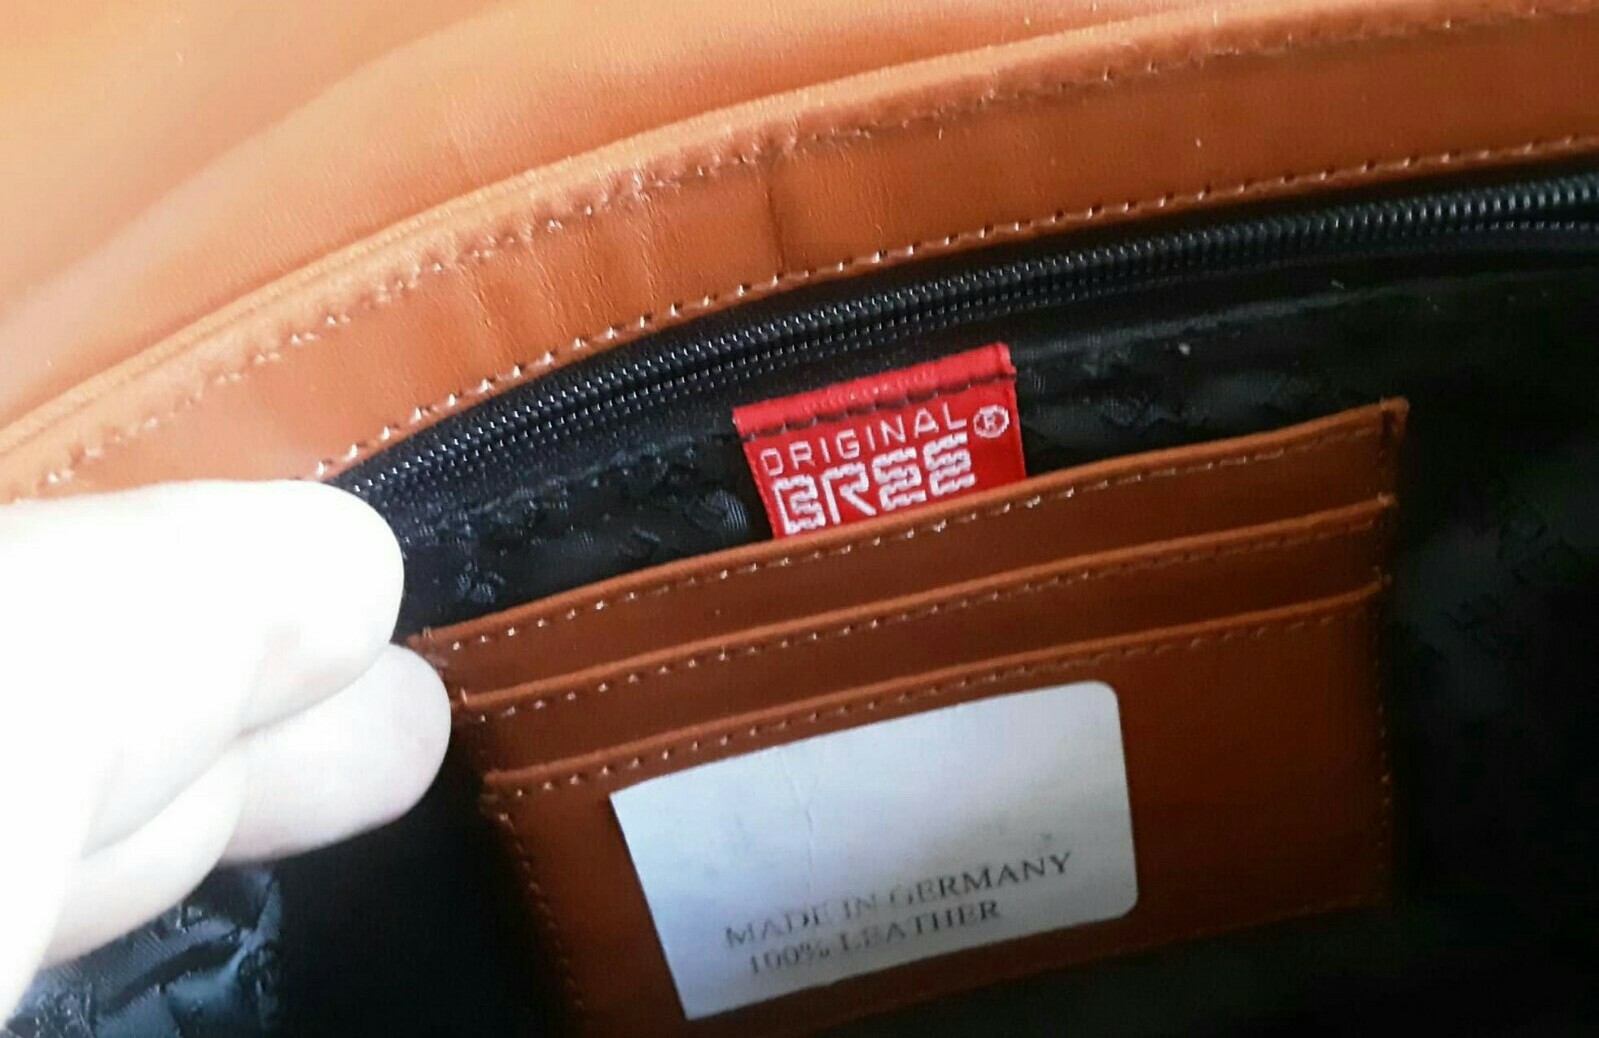 ORIGINAL ®
BREE
MADE IN GERMANY
100% LEATHER